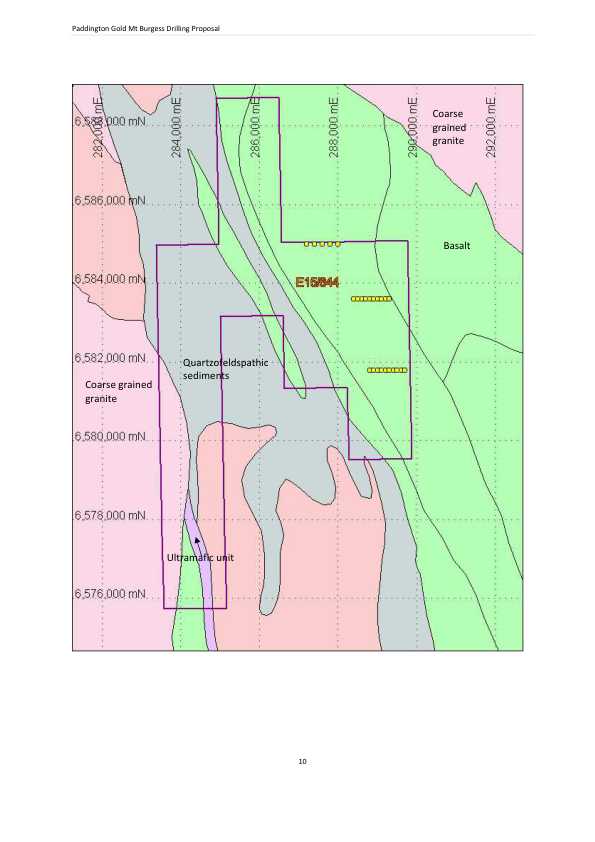 Paddington Gold Mt Burgess Drilling Proposal
282,000 mE
284,000 mE
286,000 mE
288,000 mE
290,000 mE
292,000 mE
6,588,000 mN
Coarse
grained
granite
6,586,000 mN
Basalt
6,584,000 mN
E15/844
6,582,000 mN
Quartzofeldspathic
sediments
Coarse grained
granite
6,580,000 mN
6,578,000 mN
Ultramafic unit
6,576,000 mN
10